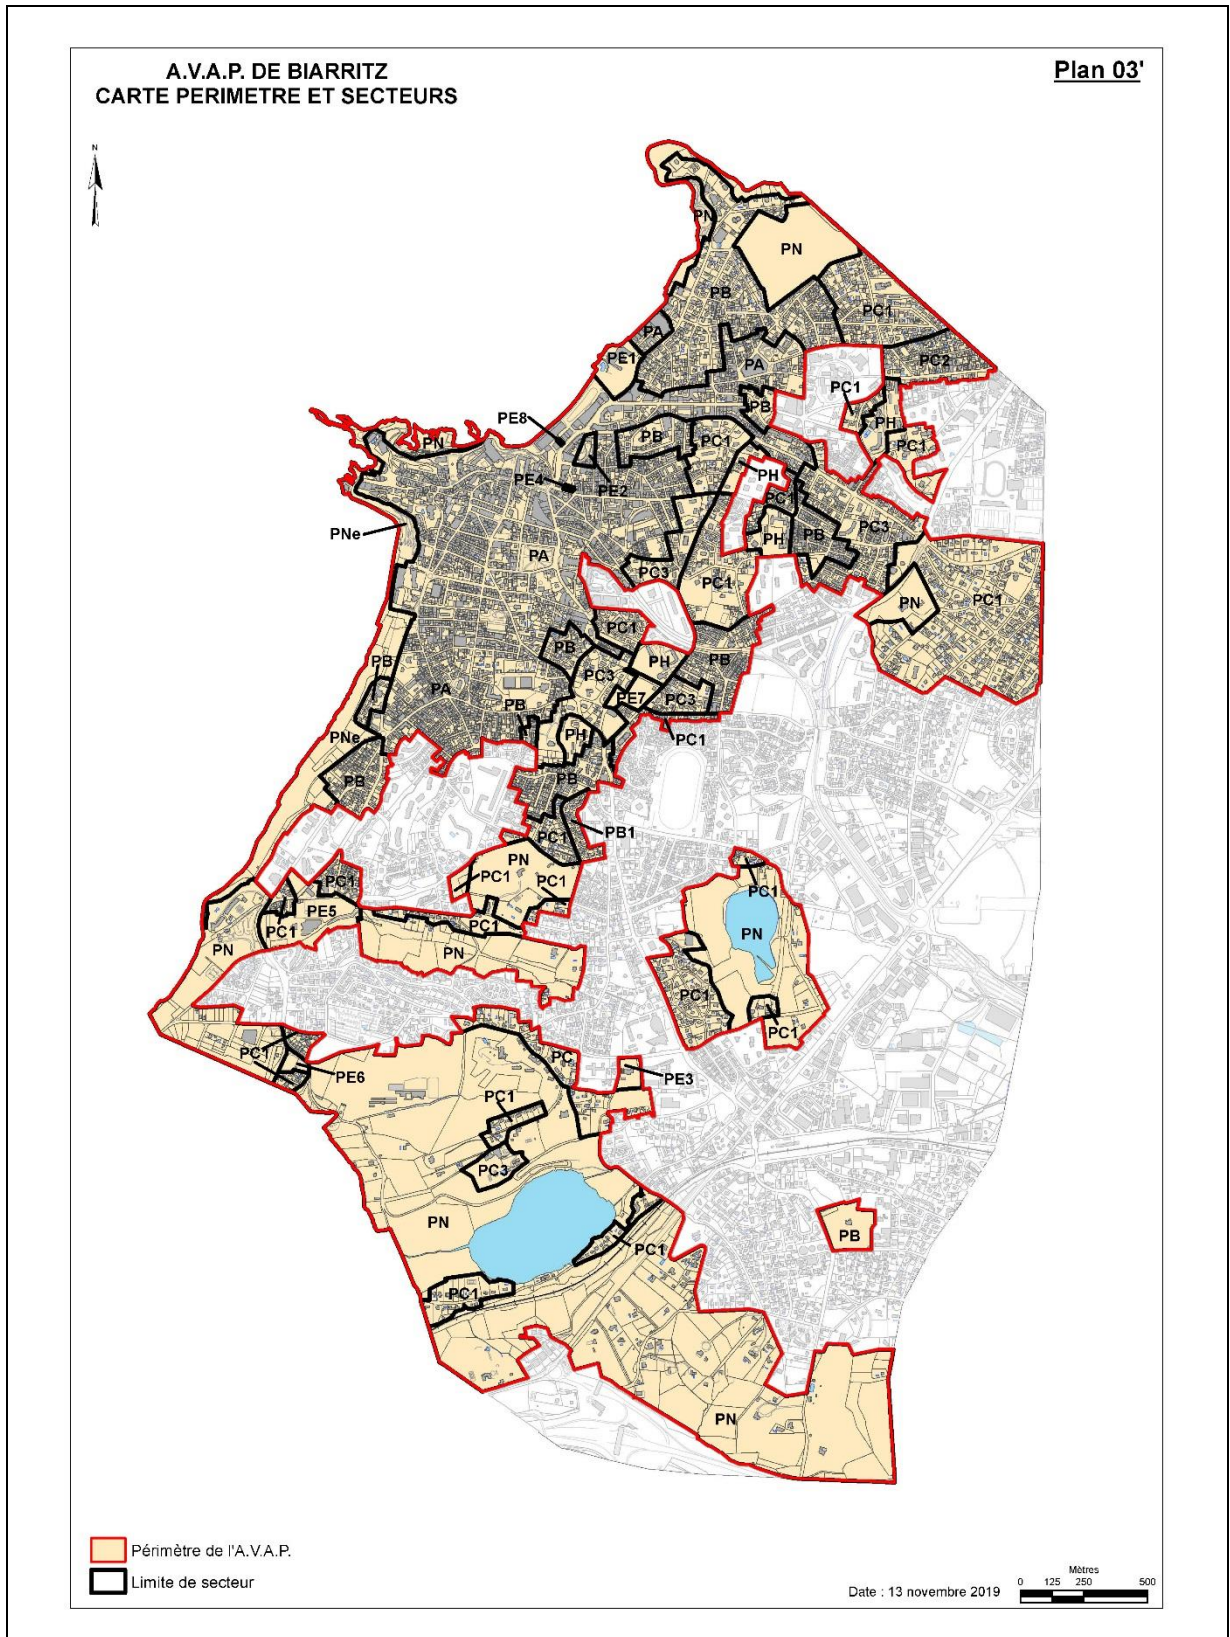 A.V.A.P. DE BIARRITZ
CARTE PERIMETRE ET SECTEURS
Plan 03'
N
PN
PN
PB
PC1
PA
PE1
PA
PC2
PC1
PB
PH
PE8
PN
PB
PC1
PC1
PE4
PE2
PH
PC1
PNe
PB
PC3
PH
PA
PC3
PC1
PN
PC1
PC1
PB
PB
PH
PB
PC3
PA
PE7
PC3
PB
PNe
PH
PC1
PB
PB
PB1
PC1
PN
PC1
PC1
PC1
PC1
PE5
PN
PC1
PC1
PN
PN
PC1
PC1
PC1
PE6
PC
PE3
PC1
PC3
PN
PC1
PB
PC1
PN
Périmètre de l'A.V.A.P.
Limite de secteur
Date : 13 novembre 2019
Mètres
0 125 250 500